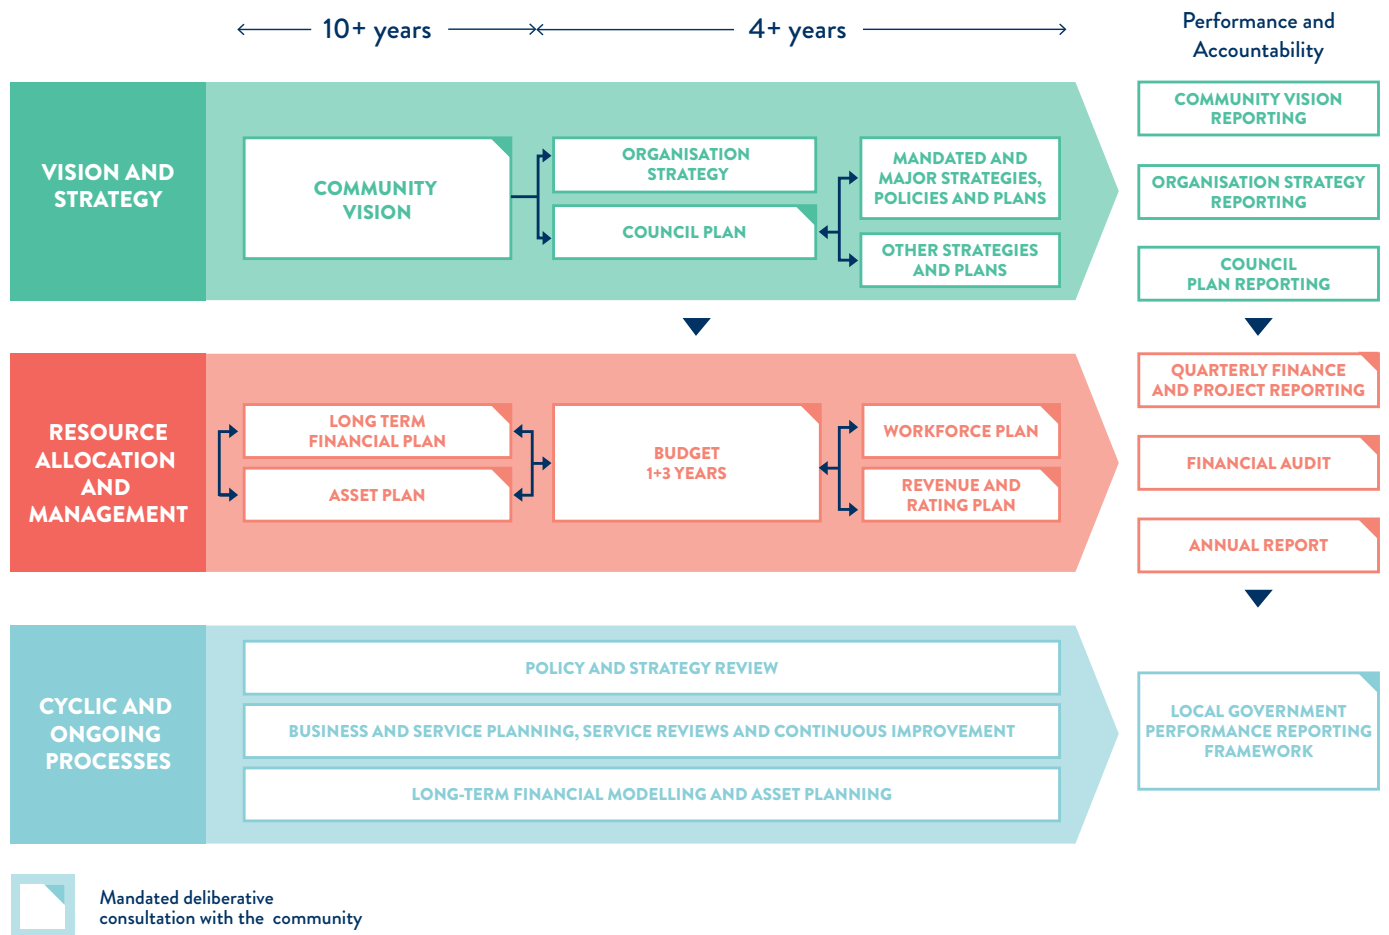 10+ years
4+ years
Performance and
Accountability
VISION AND
STRATEGY
COMMUNITY
VISION
ORGANISATION
STRATEGY
COUNCIL PLAN
MANDATED AND
MAJOR STRATEGIES,
POLICIES AND PLANS
OTHER STRATEGIES
AND PLANS
COMMUNITY VISION
REPORTING
ORGANISATION STRATEGY
REPORTING
COUNCIL
PLAN REPORTING
RESOURCE
ALLOCATION
AND
MANAGEMENT
LONG TERM
FINANCIAL PLAN
ASSET PLAN
BUDGET
1+3 YEARS
WORKFORCE PLAN
REVENUE AND
RATING PLAN
QUARTERLY FINANCE
AND PROJECT REPORTING
FINANCIAL AUDIT
ANNUAL REPORT
CYCLIC AND
ONGOING
PROCESSES
POLICY AND STRATEGY REVIEW
BUSINESS AND SERVICE PLANNING, SERVICE REVIEWS AND CONTINUOUS IMPROVEMENT
LONG-TERM FINANCIAL MODELLING AND ASSET PLANNING
LOCAL GOVERNMENT
PERFORMANCE REPORTING
FRAMEWORK
Mandated deliberative
consultation with the community